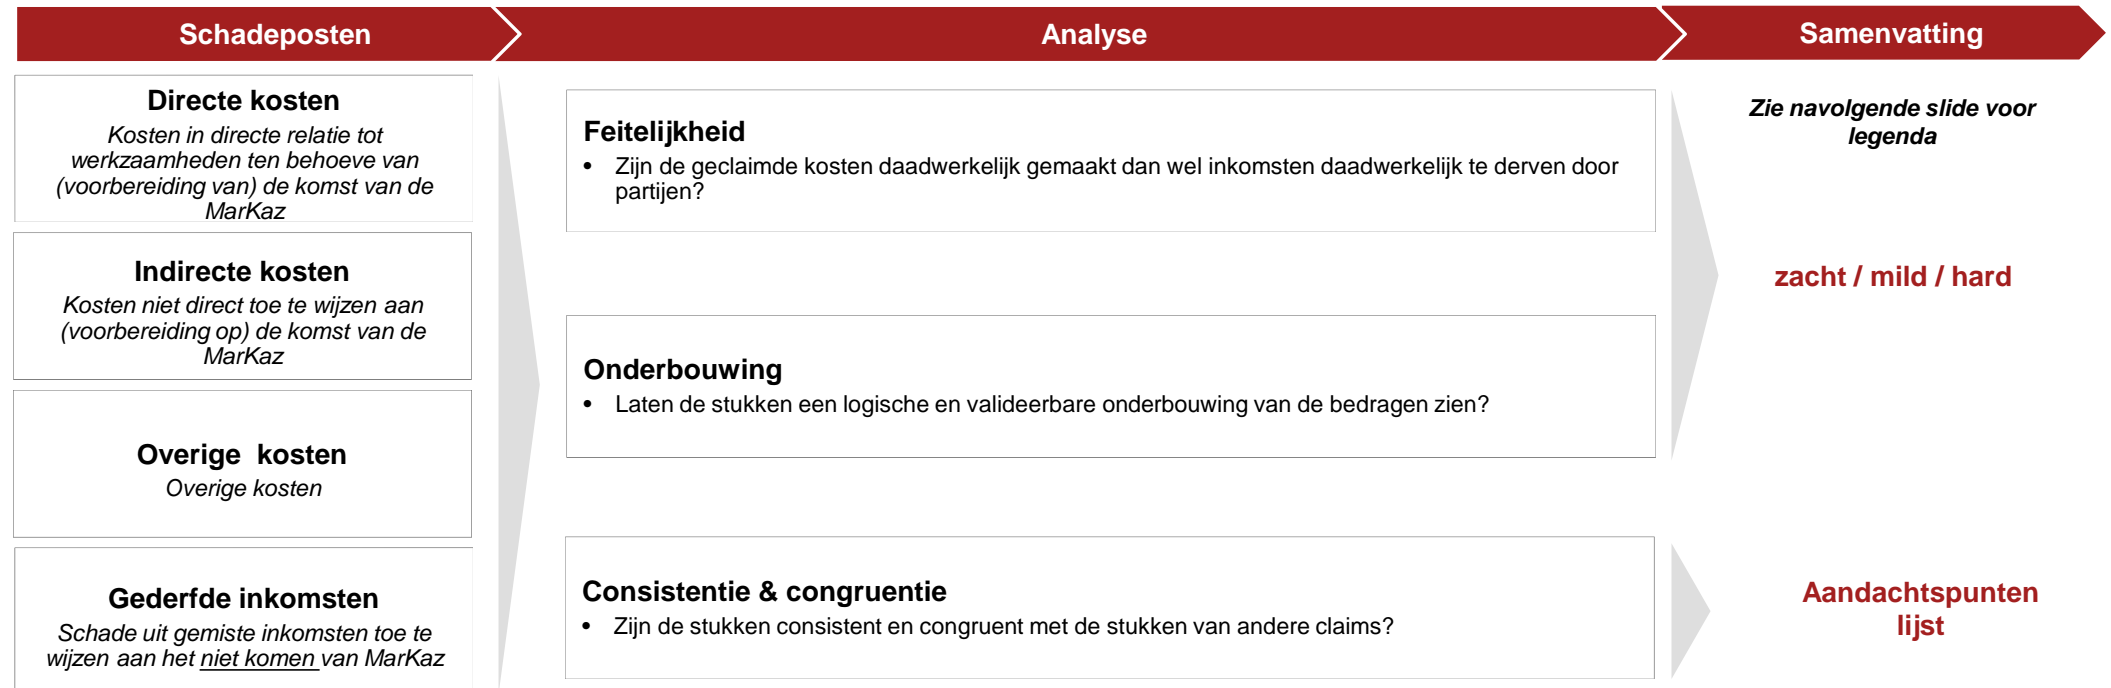 Schadeposten
Analyse
Samenvatting
Directe kosten
Kosten in directe relatie tot
werkzaamheden ten behoeve van
(voorbereiding van) de komst van de
MarKaz
Indirecte kosten
Kosten niet direct toe te wijzen aan
(voorbereiding op) de komst van de
MarKaz
Overige kosten
Overige kosten
Gederfde inkomsten
Schade uit gemiste inkomsten toe te
wijzen aan het niet komen van MarKaz
Feitelijkheid
• Zijn de geclaimde kosten daadwerkelijk gemaakt dan wel inkomsten daadwerkelijk te derven door
partijen?
Onderbouwing
• Laten de stukken een logische en valideerbare onderbouwing van de bedragen zien?
Consistentie & congruentie
• Zijn de stukken consistent en congruent met de stukken van andere claims?
Zie navolgende slide voor
legenda
zacht / mild / hard
Aandachtspunten
lijst